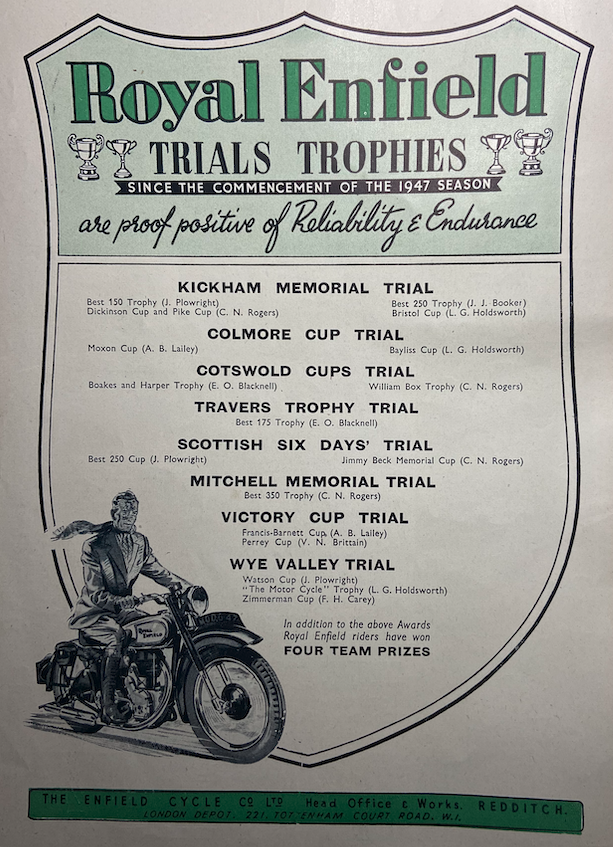 Royal Enfield
TRIALS TROPHIES
SINCE THE COMMENCEMENT OF THE 1947 SEASON
are proof positive of Reliability & Endurance
KICKHAM MEMORIAL TRIAL
Best 150 Trophy (J. Plowright) Best 250 Trophy (J. J. Booker)
Dickinson Cup and Pike Cup (C. N. Rogers) Bristol Cup (L. G. Holdsworth)
COLMORE CUP TRIAL
Moxon Cup (A. B. Lailey) Bayliss Cup (L. G. Holdsworth)
COTSWOLD CUPS TRIAL
Boakes and Harper Trophy (E. O. Blacknell) William Box Trophy (C. N. Rogers)
TRAVERS TROPHY TRIAL
Best 175 Trophy (E. O. Blacknell)
SCOTTISH SIX DAYS' TRIAL
Best 250 Cup (J. Plowright) Jimmy Beck Memorial Cup (C. N. Rogers)
MITCHELL MEMORIAL TRIAL
Best 350 Trophy (C. N. Rogers)
VICTORY CUP TRIAL
Francis-Barnett Cup (A. B. Lailey)
Perrey Cup (V. N. Brittain)
WYE VALLEY TRIAL
Watson Cup (J. Plowright)
"The Motor Cycle" Trophy (L. G. Holdsworth)
Zimmerman Cup (F. H. Carey)
In addition to the above Awards
Royal Enfield riders have won
FOUR TEAM PRIZES
ROYAL
ENFIELD
THE ENFIELD CYCLE CO LTD Head Office & Works, REDDITCH.
LONDON DEPOT, 221, TOTTENHAM COURT ROAD, W.1.